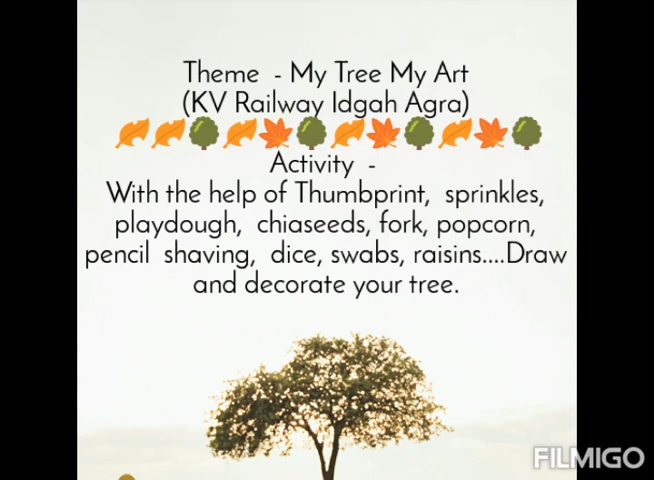 Theme - My Tree My Art
(KV Railway Idgah Agra)
Activity -
With the help of Thumbprint, sprinkles,
playdough, chiaseeds, fork, popcorn,
pencil shaving, dice, swabs, raisins....Draw
and decorate your tree.
FILMIGO